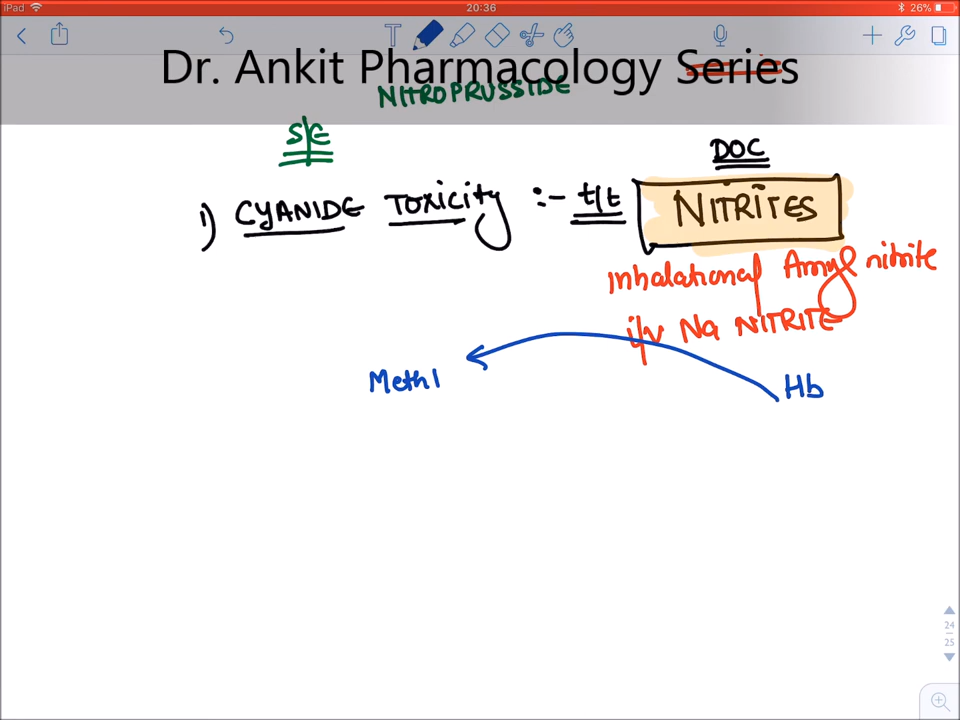 iPad 20:36 26%
T
Dr. Ankit Pharmacology Series
NITROPRUSSIDE
S/E
DOC
1) CYANIDE TOXICITY :- t/t NITRITES
Inhalational Amyl nitrite
i/v Na NITRITE
MethI Hb
24
25